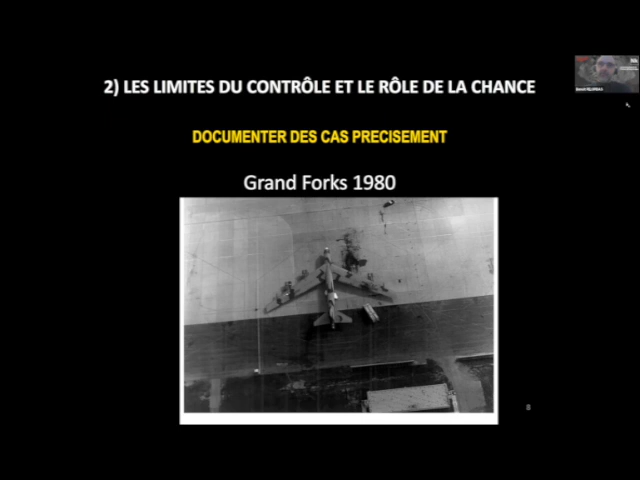 2) LES LIMITES DU CONTRÔLE ET LE RÔLE DE LA CHANCE
DOCUMENTER DES CAS PRECISEMENT
Grand Forks 1980
8